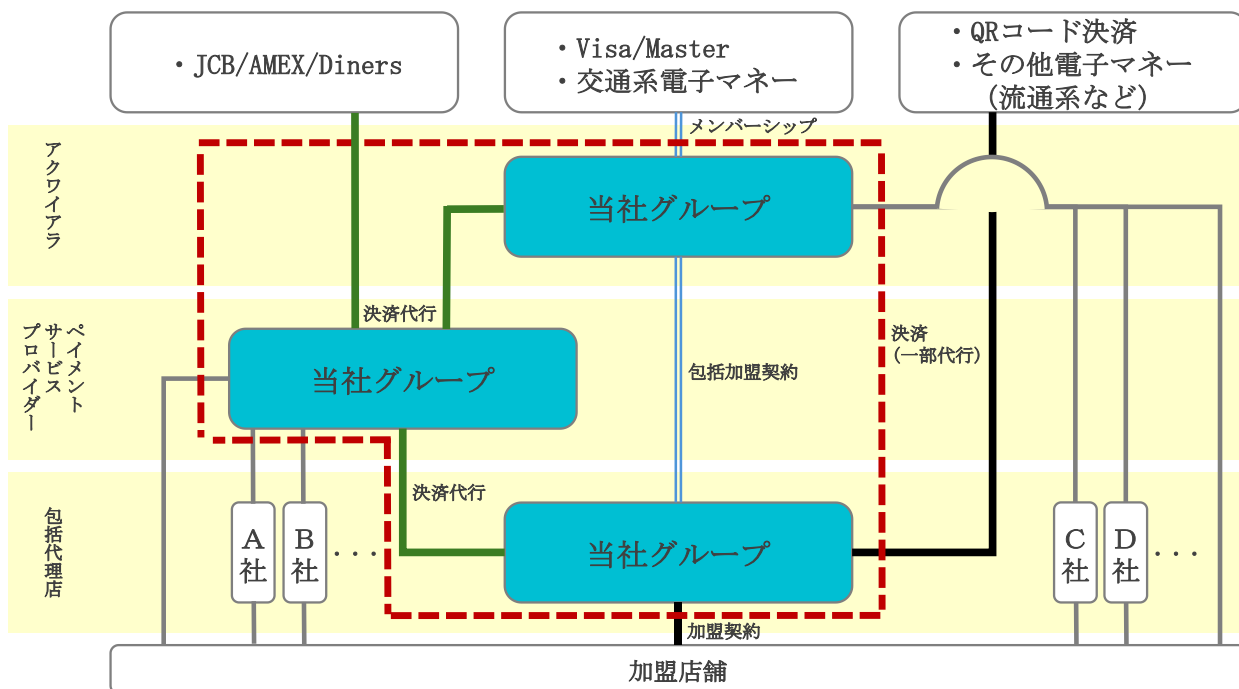 ・JCB/AMEX/Diners
・Visa/Master
・交通系電子マネー
・QRコード決済
・その他電子マネー
（流通系など）
メンバーシップ
アクワイアラ
当社グループ
決済代行
ペイメント
サービス
プロバイダー
当社グループ
包括加盟契約
決済
（一部代行）
決済代行
包括代理店
A社
B社
・・・
当社グループ
C社
D社
・・・
加盟契約
加盟店舗